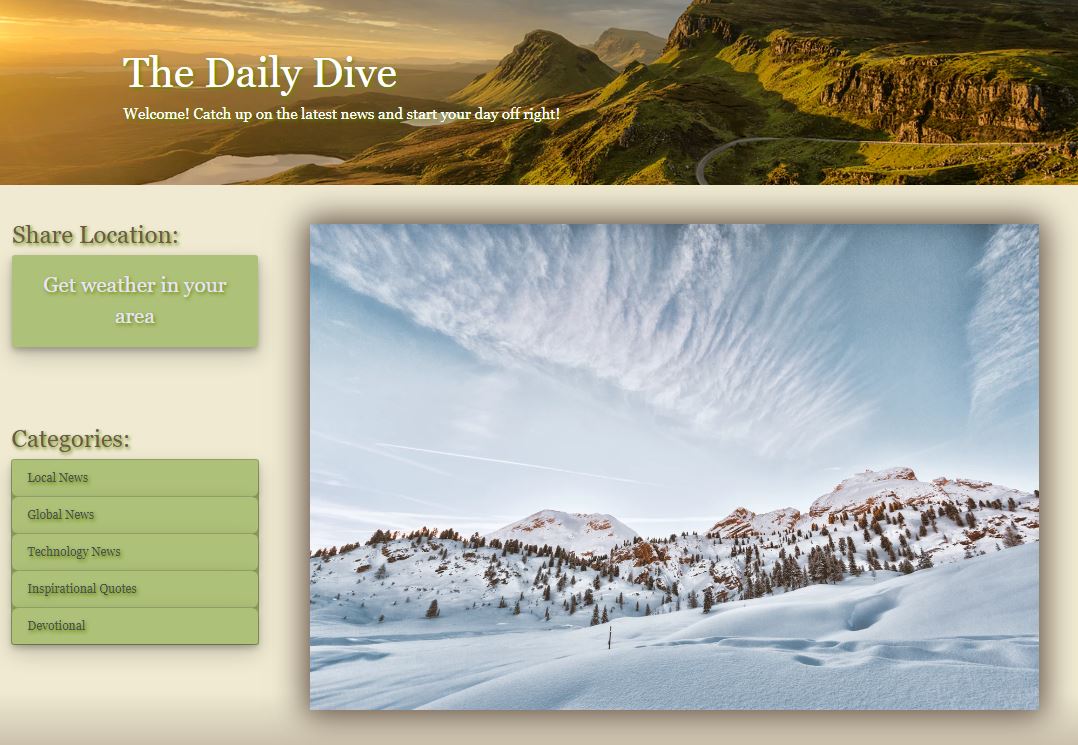 The Daily Dive
Welcome! Catch up on the latest news and start your day off right!
Share Location:
Get weather in your
area
Categories:
Local News
Global News
Technology News
Inspirational Quotes
Devotional